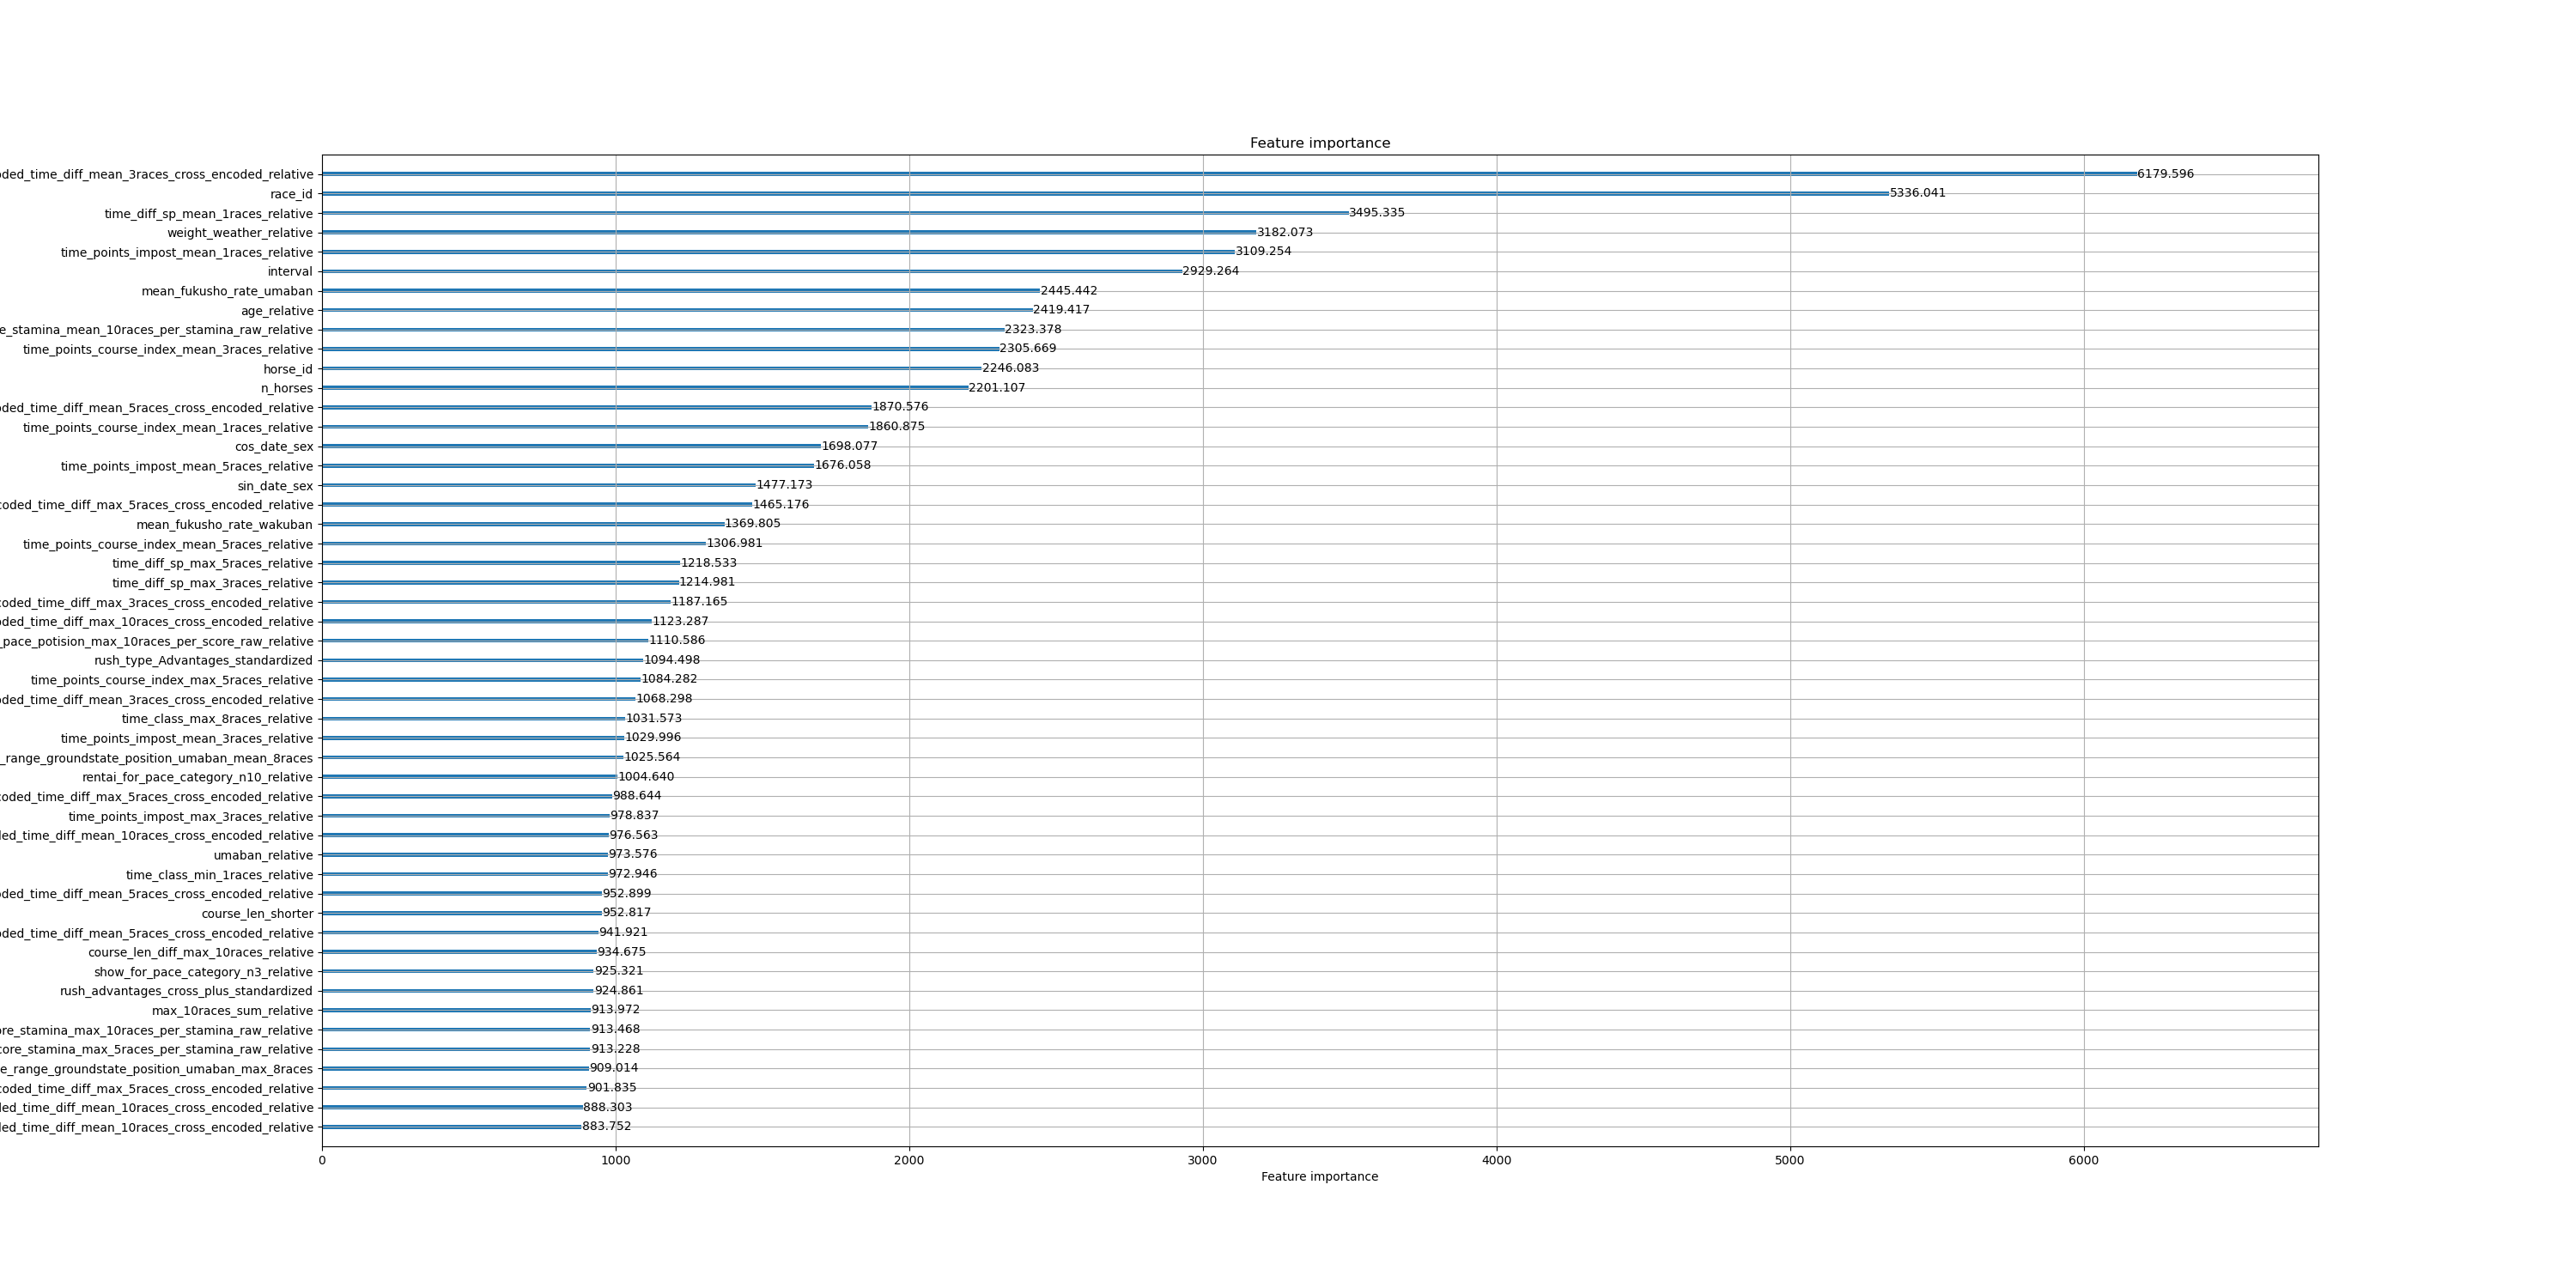 Feature importance
oded_time_diff_mean_3races_cross_encoded_relative 6179.596
race_id 5336.041
time_diff_sp_mean_1races_relative 3495.335
weight_weather_relative 3182.073
time_points_impost_mean_1races_relative 3109.254
interval 2929.264
mean_fukusho_rate_umaban 2445.442
age_relative 2419.417
e_stamina_mean_10races_per_stamina_raw_relative 2323.378
time_points_course_index_mean_3races_relative 2305.669
horse_id 2246.083
n_horses 2201.107
oded_time_diff_mean_5races_cross_encoded_relative 1870.576
time_points_course_index_mean_1races_relative 1860.875
cos_date_sex 1698.077
time_points_impost_mean_5races_relative 1676.058
sin_date_sex 1477.173
coded_time_diff_max_5races_cross_encoded_relative 1465.176
mean_fukusho_rate_wakuban 1369.805
time_points_course_index_mean_5races_relative 1306.981
time_diff_sp_max_5races_relative 1218.533
time_diff_sp_max_3races_relative 1214.981
coded_time_diff_max_3races_cross_encoded_relative 1187.165
oded_time_diff_max_10races_cross_encoded_relative 1123.287
_pace_potision_max_10races_per_score_raw_relative 1110.586
rush_type_Advantages_standardized 1094.498
time_points_course_index_max_5races_relative 1084.282
oded_time_diff_mean_3races_cross_encoded_relative 1068.298
time_class_max_8races_relative 1031.573
time_points_impost_mean_3races_relative 1029.996
_range_groundstate_position_umaban_mean_8races 1025.564
rentai_for_pace_category_n10_relative 1004.640
coded_time_diff_max_5races_cross_encoded_relative 988.644
time_points_impost_max_3races_relative 978.837
led_time_diff_mean_10races_cross_encoded_relative 976.563
umaban_relative 973.576
time_class_min_1races_relative 972.946
oded_time_diff_mean_5races_cross_encoded_relative 952.899
course_len_shorter 952.817
oded_time_diff_mean_5races_cross_encoded_relative 941.921
course_len_diff_max_10races_relative 934.675
show_for_pace_category_n3_relative 925.321
rush_advantages_cross_plus_standardized 924.861
max_10races_sum_relative 913.972
ore_stamina_max_10races_per_stamina_raw_relative 913.468
core_stamina_max_5races_per_stamina_raw_relative 913.228
e_range_groundstate_position_umaban_max_8races 909.014
coded_time_diff_max_5races_cross_encoded_relative 901.835
led_time_diff_mean_10races_cross_encoded_relative 888.303
led_time_diff_mean_10races_cross_encoded_relative 883.752
0 1000 2000 3000 4000 5000 6000
Feature importance